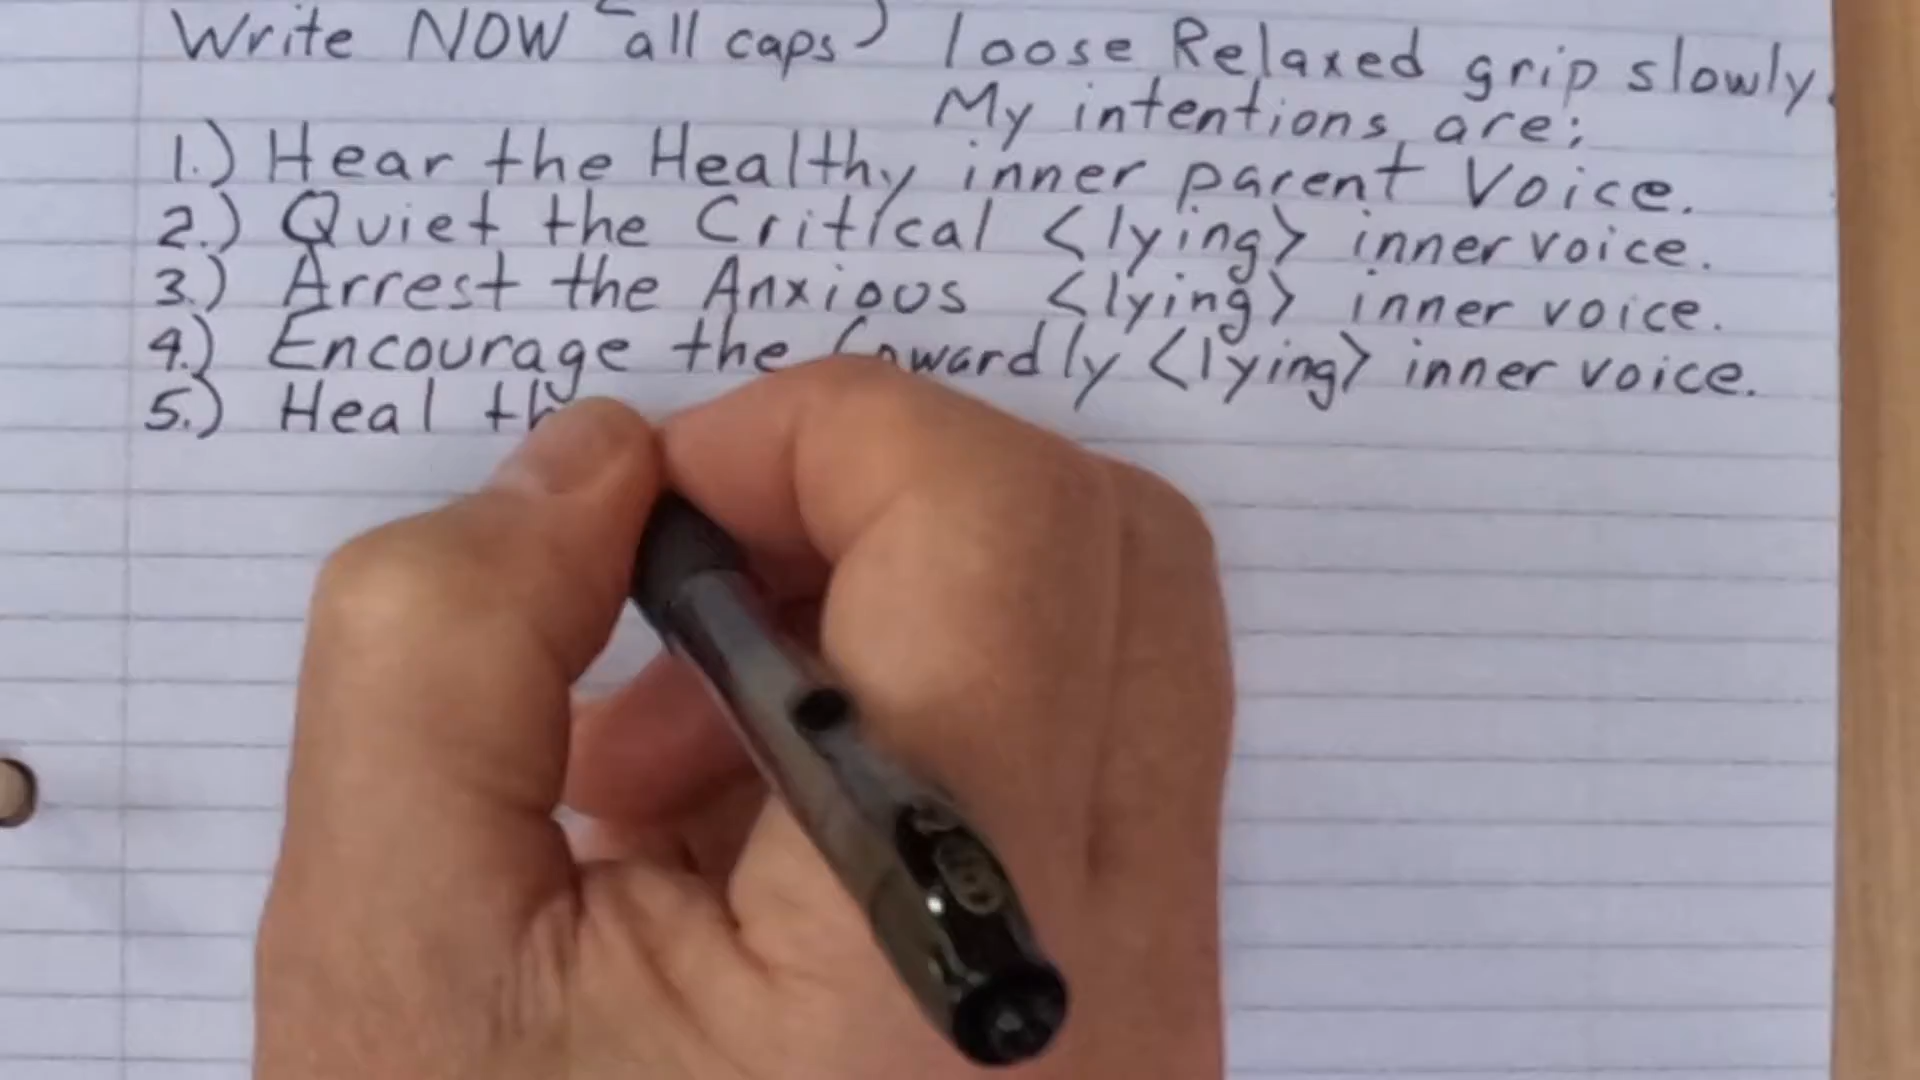 Write NOW (all caps) loose Relaxed grip slowly.
My intentions are:
1.) Hear the Healthy inner parent Voice.
2.) Quiet the Critical <lying> inner voice.
3.) Arrest the Anxious <lying> inner voice.
4.) Encourage the Cowardly <lying> inner voice.
5.) Heal th